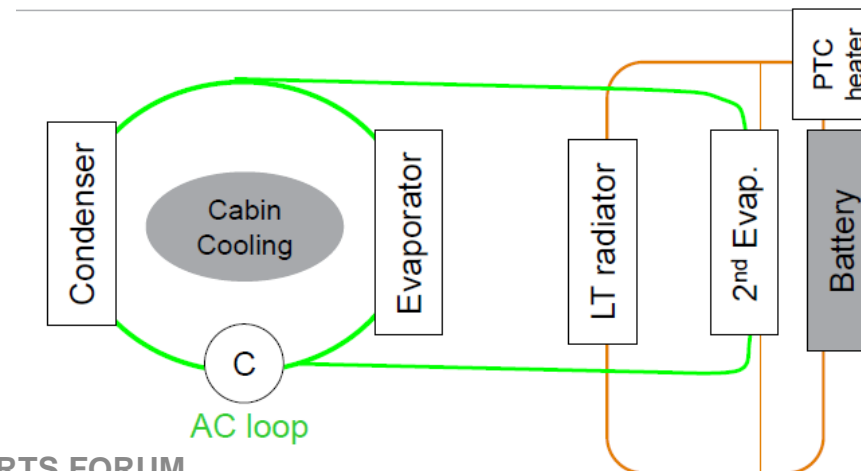 PTC
heater
Condenser
Cabin
Cooling
Evaporator
LT radiator
2nd Evap.
Battery
C
AC loop
RTS FORUM